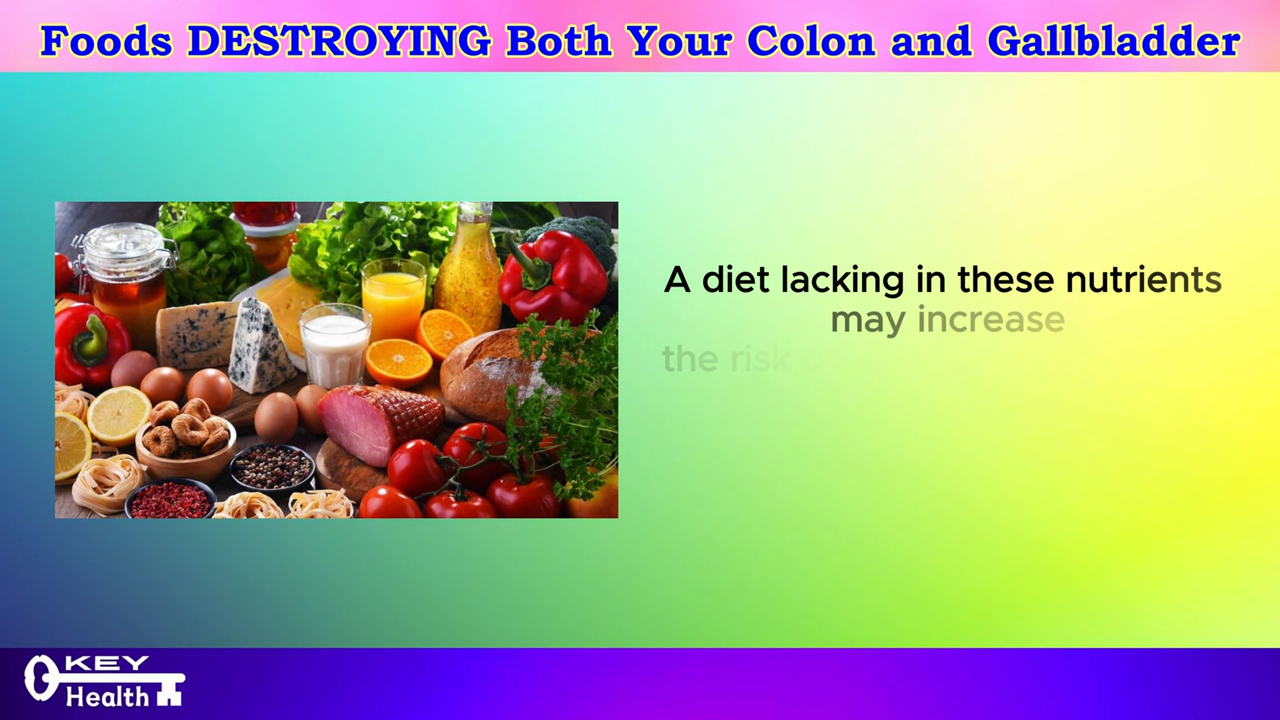 Foods DESTROYING Both Your Colon and Gallbladder
A diet lacking in these nutrients
may increase
the risk
KEY
Health